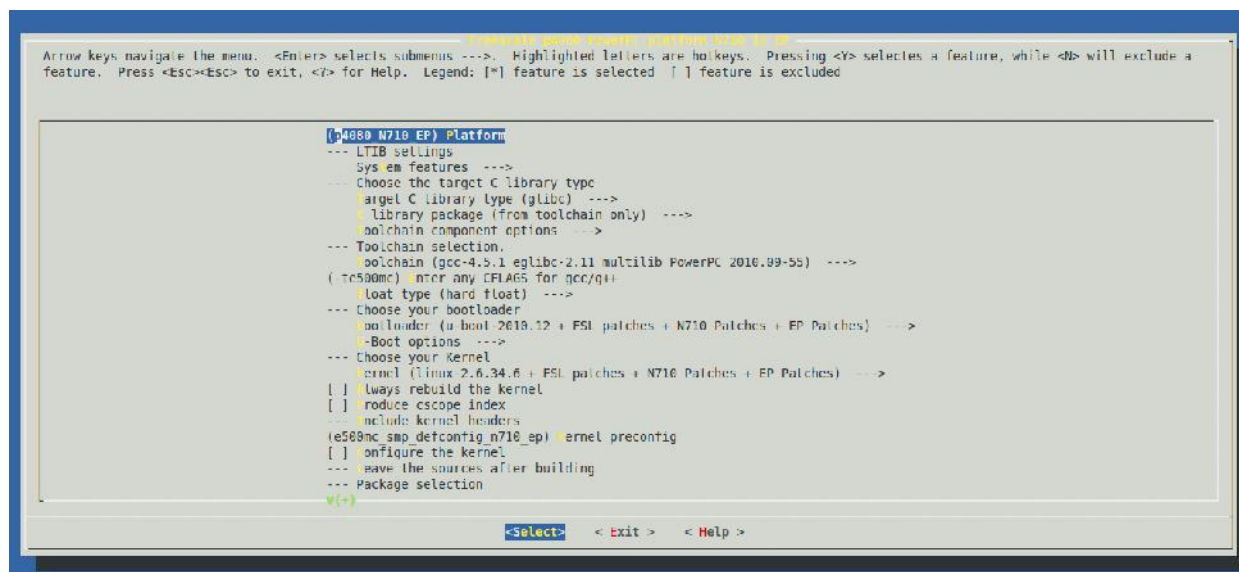 Freescale p4080 PowerPC platform N710 in EP
Arrow keys navigate the menu. <Enter> selects submenus --->. Highlighted letters are hotkeys. Pressing <Y> selectes a feature, while <N> will exclude a
feature. Press <Esc><Esc> to exit, <?> for Help. Legend: [*] feature is selected [ ] feature is excluded
(p4080 N710 EP) Platform
--- LTIB settings
System features --->
--- Choose the target C library type
Target C library type (glibc) --->
C library package (from toolchain only) --->
Toolchain component options --->
--- Toolchain selection.
Toolchain (gcc-4.5.1 eglibc-2.11 multilib PowerPC 2010.09-55) --->
(-te500mc) Enter any CFLAGS for gcc/g++
Float type (hard float) --->
--- Choose your bootloader
Bootloader (u-boot-2010.12 + FSL patches + N710 Patches + EP Patches) --->
U-Boot options --->
--- Choose your Kernel
Kernel (linux-2.6.34.6 + FSL patches + N710 Patches + EP Patches) --->
[ ] Always rebuild the kernel
[ ] Produce cscope index
--- Include kernel headers
(e500mc_smp_defconfig_n710_ep) Kernel preconfig
[ ] Configure the kernel
--- Leave the sources after building
--- Package selection
v(+)
<Select> < Exit > < Help >